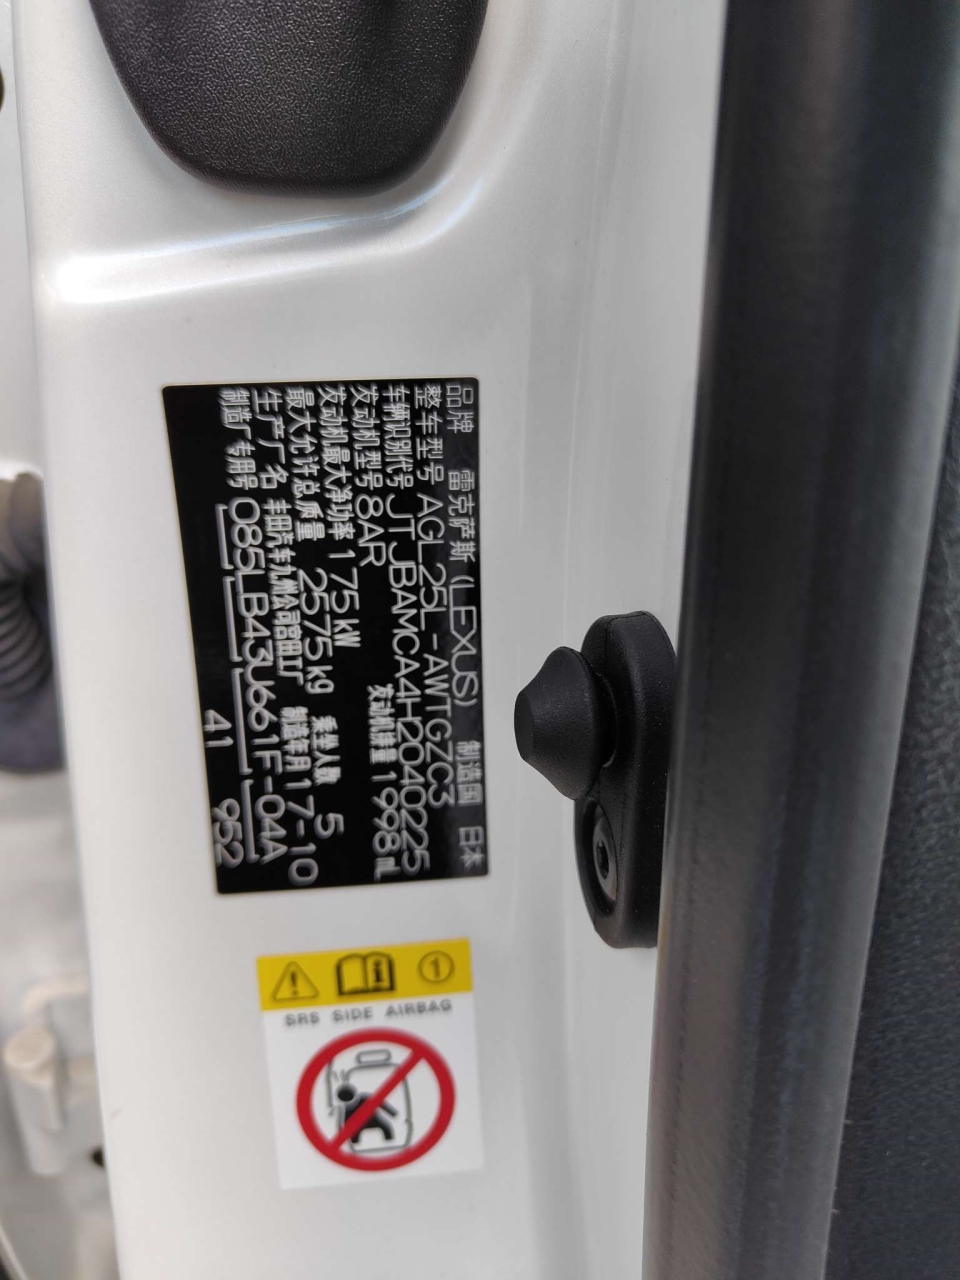 品牌 雷克萨斯 (LEXUS) 制造国 日本
整车型号 AGL25L-AWTGZC3
车辆识别代号 JTJBAMCA4H2040225
发动机型号 8AR 发动机排量 1998mL
发动机最大净功率 175kW
最大允许总质量 2575kg 乘坐人数 5
生产厂名 丰田汽车九州公司宫田工厂 制造年月 17-10
制造厂专用号 085LB43U661F-04A
41 952
SRS SIDE AIRBAG